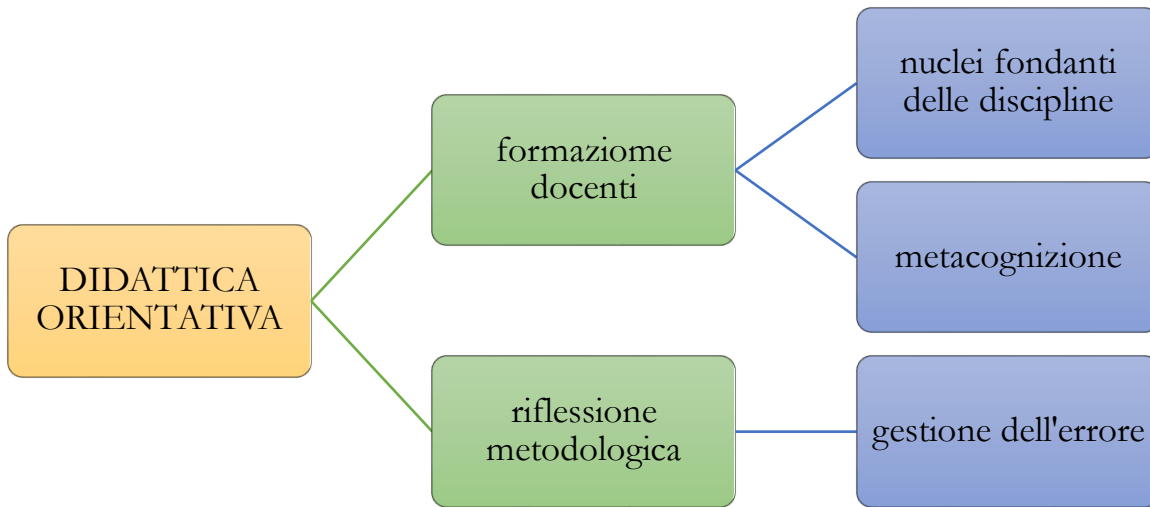 DIDATTICA
ORIENTATIVA
formaziome
docenti
nuclei fondanti
delle discipline
metacognizione
riflessione
metodologica
gestione dell'errore